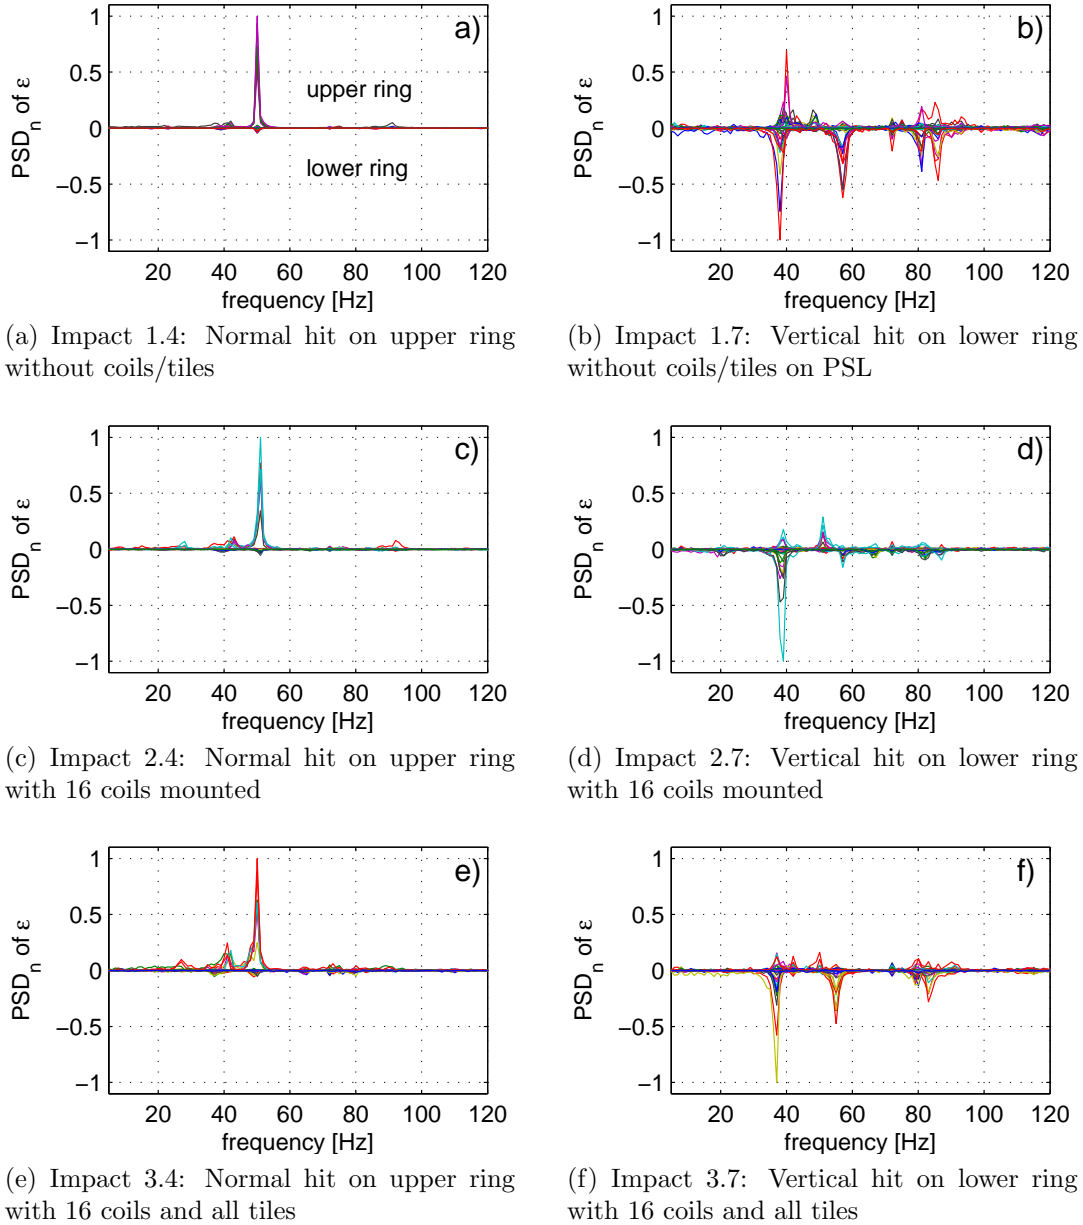 a)
1
0.5
0
−0.5
−1
PSD_n of ε
upper ring
lower ring
20 40 60 80 100 120
frequency [Hz]
(a) Impact 1.4: Normal hit on upper ring
without coils/tiles
b)
1
0.5
0
−0.5
−1
PSD_n of ε
20 40 60 80 100 120
frequency [Hz]
(b) Impact 1.7: Vertical hit on lower ring
without coils/tiles on PSL
c)
1
0.5
0
−0.5
−1
PSD_n of ε
20 40 60 80 100 120
frequency [Hz]
(c) Impact 2.4: Normal hit on upper ring
with 16 coils mounted
d)
1
0.5
0
−0.5
−1
PSD_n of ε
20 40 60 80 100 120
frequency [Hz]
(d) Impact 2.7: Vertical hit on lower ring
with 16 coils mounted
e)
1
0.5
0
−0.5
−1
PSD_n of ε
20 40 60 80 100 120
frequency [Hz]
(e) Impact 3.4: Normal hit on upper ring
with 16 coils and all tiles
f)
1
0.5
0
−0.5
−1
PSD_n of ε
20 40 60 80 100 120
frequency [Hz]
(f) Impact 3.7: Vertical hit on lower ring
with 16 coils and all tiles